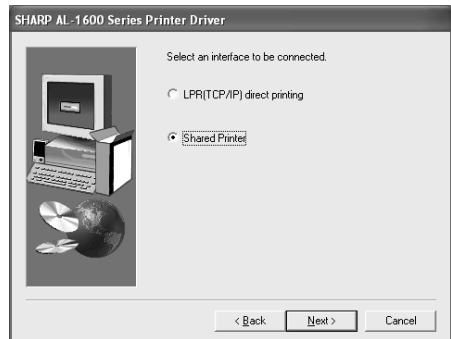 SHARP AL-1600 Series Printer Driver
Select an interface to be connected.
LPR(TCP/IP) direct printing
Shared Printer
< Back
Next >
Cancel